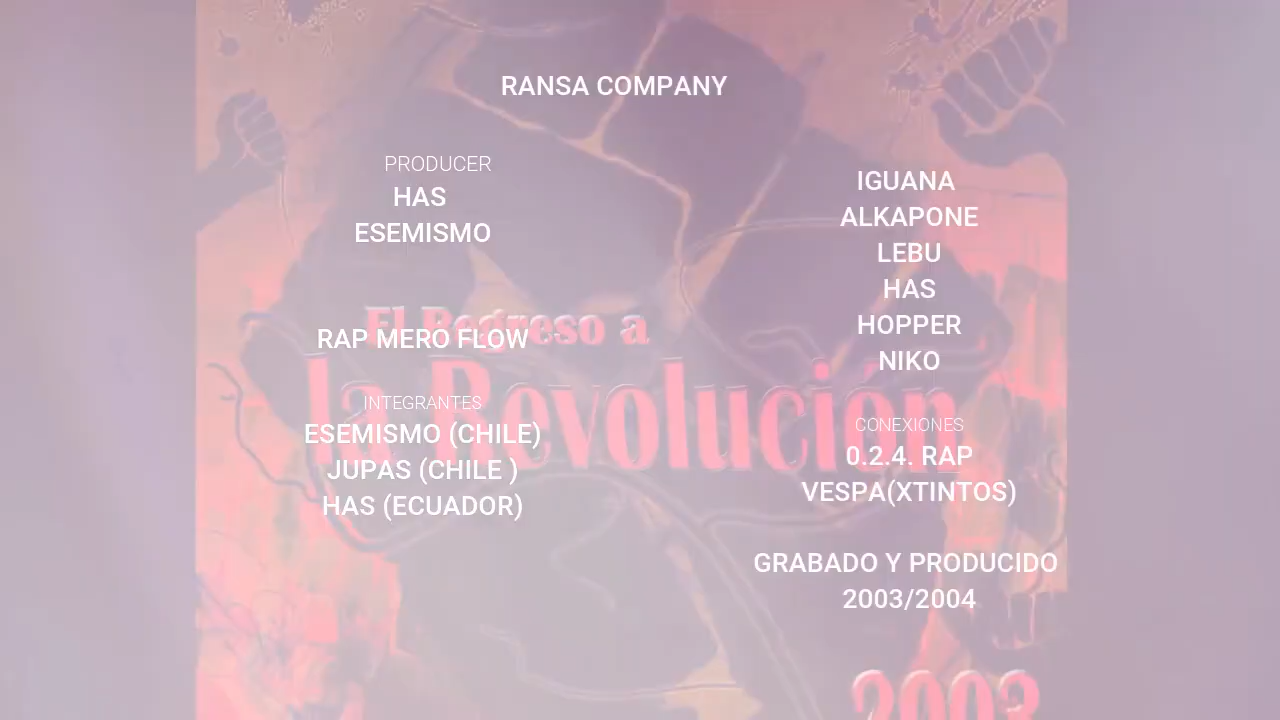 RANSA COMPANY
PRODUCER
HAS
ESEMISMO
RAP MERO FLOW
INTEGRANTES
ESEMISMO (CHILE)
JUPAS (CHILE )
HAS (ECUADOR)
IGUANA
ALKAPONE
LEBU
HAS
HOPPER
NIKO
CONEXIONES
0.2.4. RAP
VESPA(XTINTOS)
GRABADO Y PRODUCIDO
2003/2004
El Regreso a
la Revolución
2003